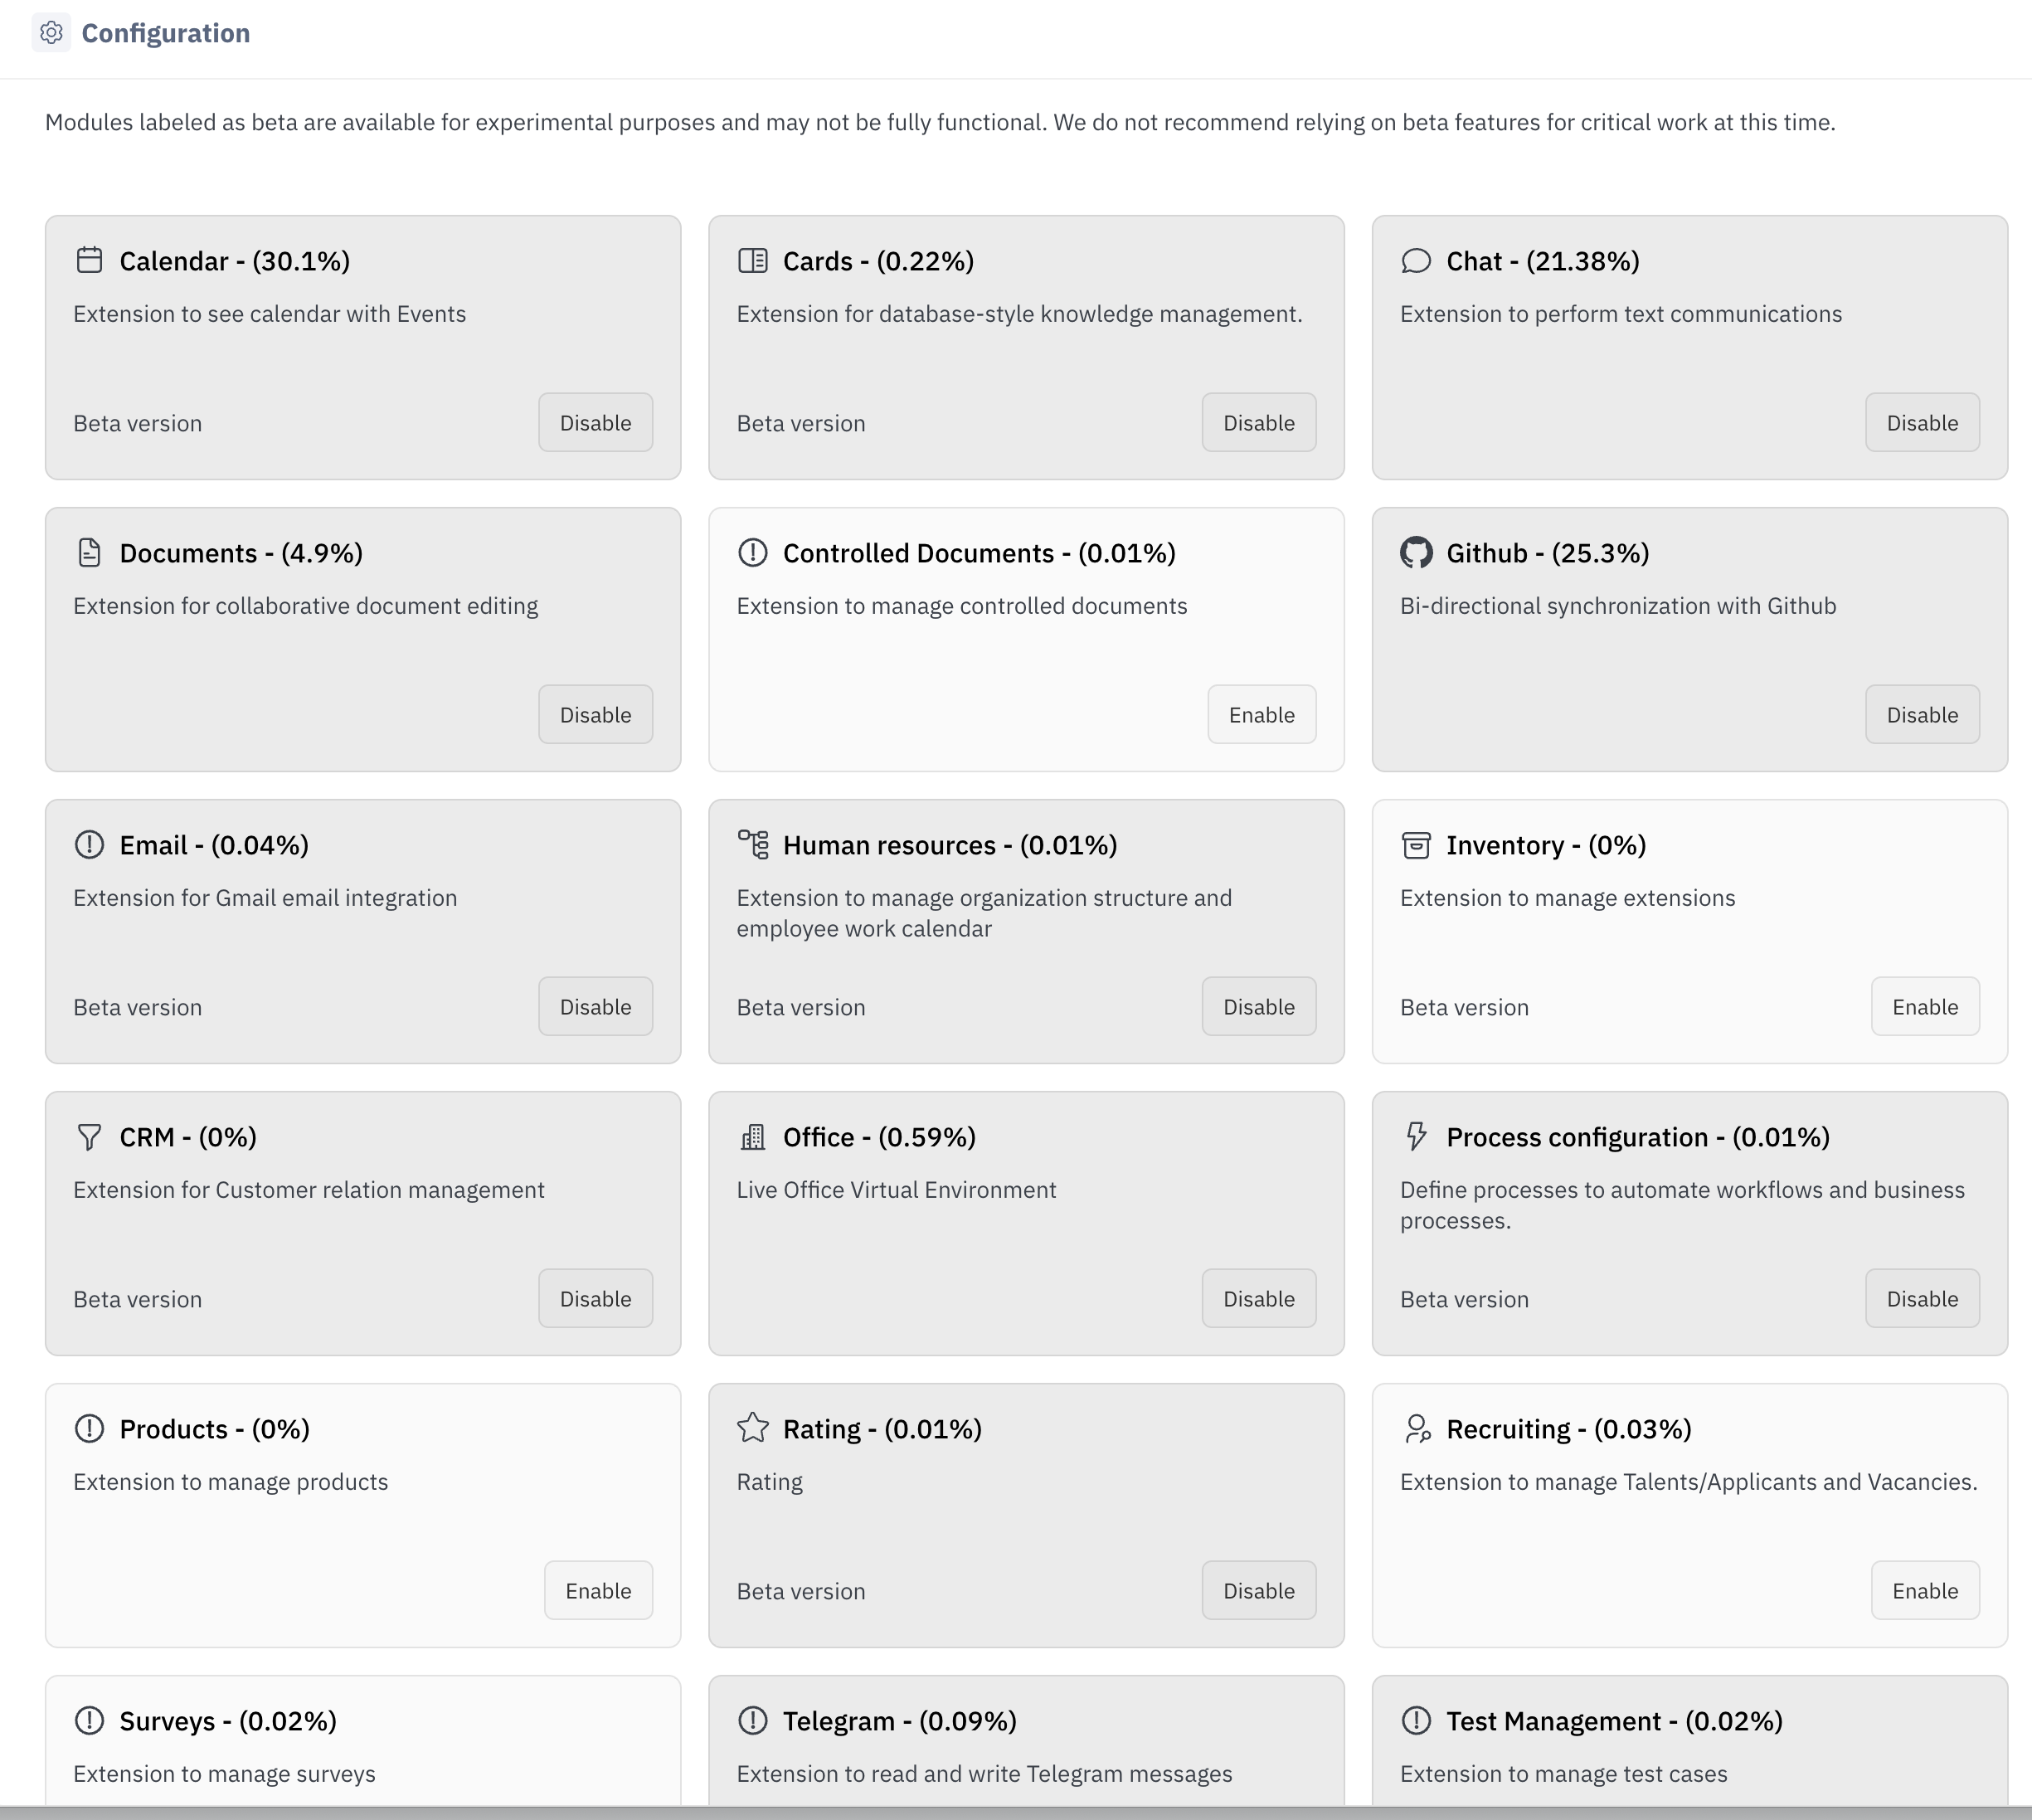 Configuration
Modules labeled as beta are available for experimental purposes and may not be fully functional. We do not recommend relying on beta features for critical work at this time.
Calendar - (30.1%)
Extension to see calendar with Events
Beta version
Disable
Cards - (0.22%)
Extension for database-style knowledge management.
Beta version
Disable
Chat - (21.38%)
Extension to perform text communications
Disable
Documents - (4.9%)
Extension for collaborative document editing
Disable
Controlled Documents - (0.01%)
Extension to manage controlled documents
Enable
Github - (25.3%)
Bi-directional synchronization with Github
Disable
Email - (0.04%)
Extension for Gmail email integration
Beta version
Disable
Human resources - (0.01%)
Extension to manage organization structure and
employee work calendar
Beta version
Disable
Inventory - (0%)
Extension to manage extensions
Beta version
Enable
CRM - (0%)
Extension for Customer relation management
Beta version
Disable
Office - (0.59%)
Live Office Virtual Environment
Disable
Process configuration - (0.01%)
Define processes to automate workflows and business
processes.
Beta version
Disable
Products - (0%)
Extension to manage products
Enable
Rating - (0.01%)
Rating
Beta version
Disable
Recruiting - (0.03%)
Extension to manage Talents/Applicants and Vacancies.
Enable
Surveys - (0.02%)
Extension to manage surveys
Telegram - (0.09%)
Extension to read and write Telegram messages
Test Management - (0.02%)
Extension to manage test cases